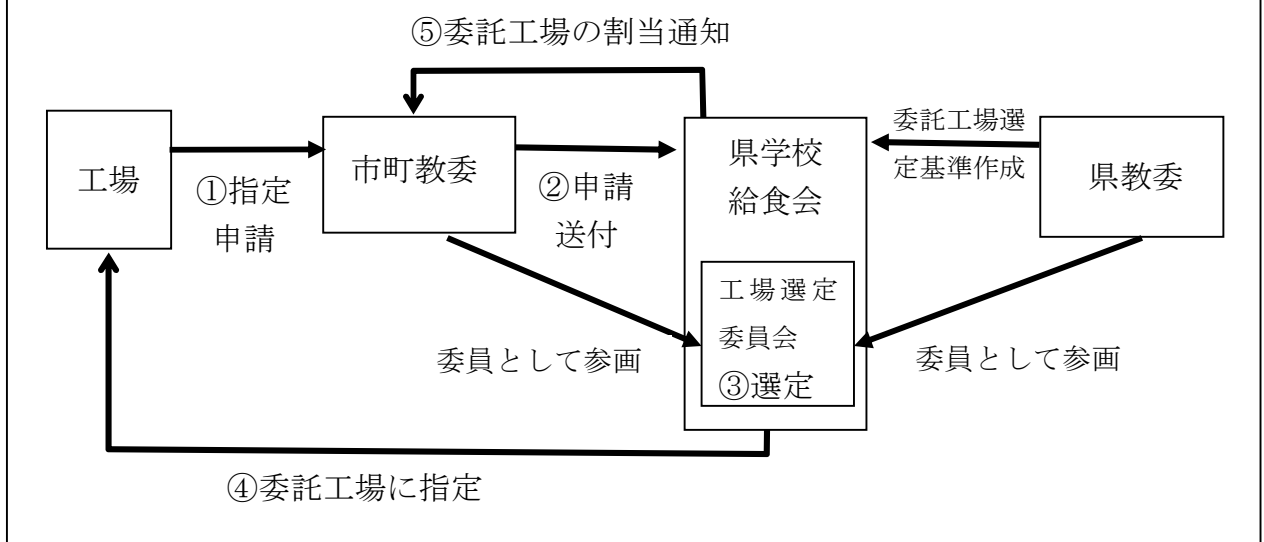 ⑤委託工場の割当通知
工場
①指定
申請
市町教委
②申請
送付
県学校
給食会
委託工場選
定基準作成
県教委
工場選定
委員会
③選定
委員として参画
委員として参画
④委託工場に指定